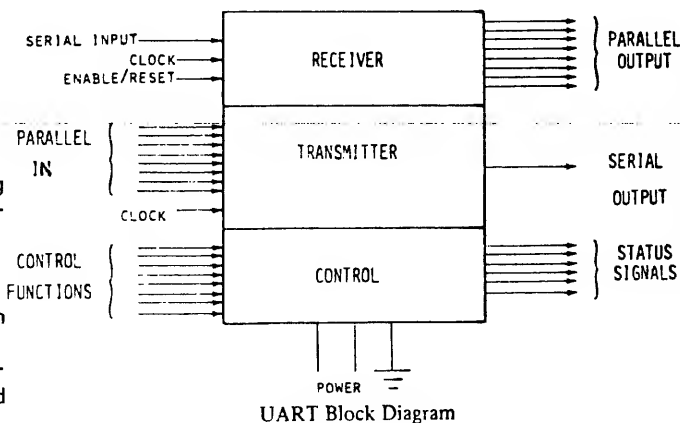 SERIAL INPUT
CLOCK
ENABLE/RESET
RECEIVER
PARALLEL
OUTPUT
PARALLEL
IN
CLOCK
TRANSMITTER
SERIAL
OUTPUT
CONTROL
FUNCTIONS
CONTROL
STATUS
SIGNALS
POWER
UART Block Diagram